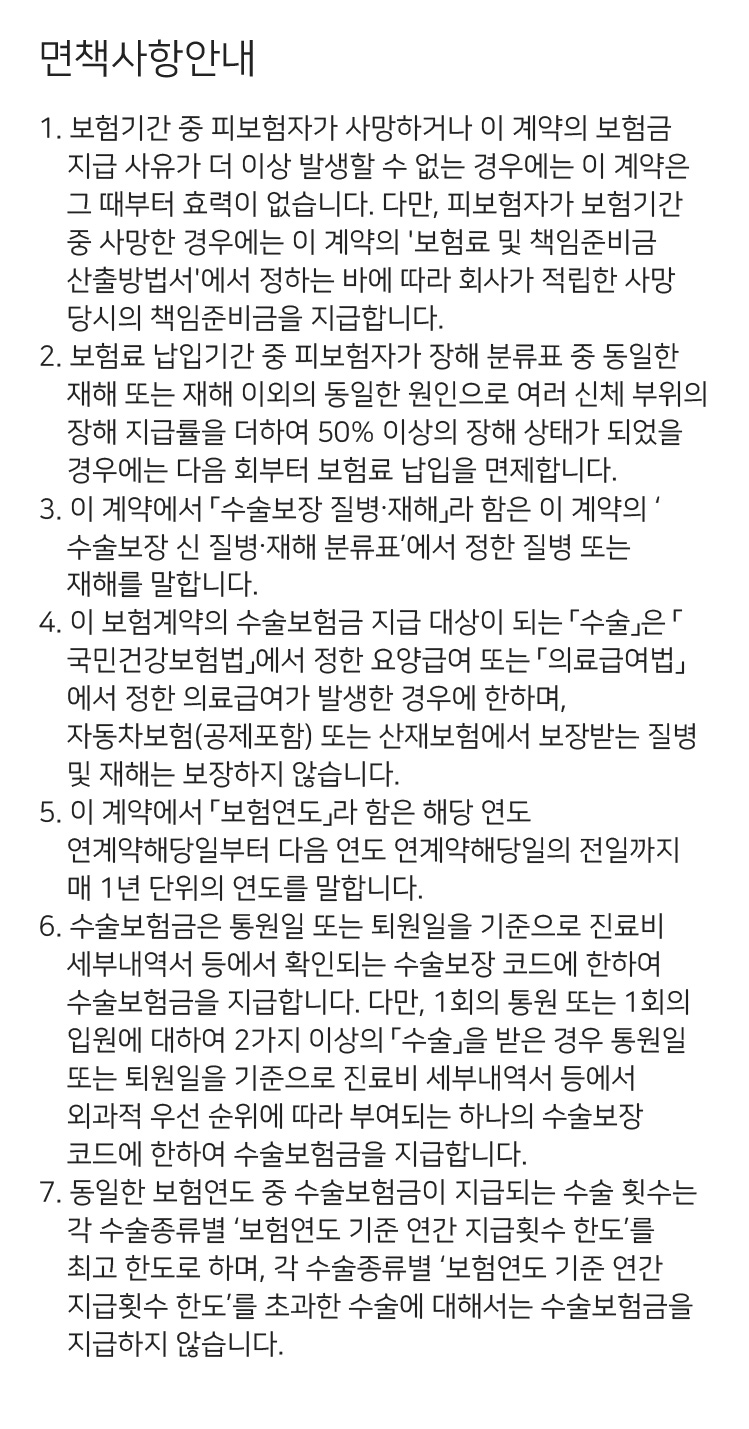 면책사항안내
1. 보험기간 중 피보험자가 사망하거나 이 계약의 보험금
지급 사유가 더 이상 발생할 수 없는 경우에는 이 계약은
그 때부터 효력이 없습니다. 다만, 피보험자가 보험기간
중 사망한 경우에는 이 계약의 '보험료 및 책임준비금
산출방법서'에서 정하는 바에 따라 회사가 적립한 사망
당시의 책임준비금을 지급합니다.
2. 보험료 납입기간 중 피보험자가 장해 분류표 중 동일한
재해 또는 재해 이외의 동일한 원인으로 여러 신체 부위의
장해 지급률을 더하여 50% 이상의 장해 상태가 되었을
경우에는 다음 회부터 보험료 납입을 면제합니다.
3. 이 계약에서 「수술보장 질병·재해」라 함은 이 계약의 ‘
수술보장 신 질병·재해 분류표’에서 정한 질병 또는
재해를 말합니다.
4. 이 보험계약의 수술보험금 지급 대상이 되는 「수술」은 「
국민건강보험법」에서 정한 요양급여 또는 「의료급여법」
에서 정한 의료급여가 발생한 경우에 한하며,
자동차보험(공제포함) 또는 산재보험에서 보장받는 질병
및 재해는 보장하지 않습니다.
5. 이 계약에서 「보험연도」라 함은 해당 연도
연계약해당일부터 다음 연도 연계약해당일의 전일까지
매 1년 단위의 연도를 말합니다.
6. 수술보험금은 통원일 또는 퇴원일을 기준으로 진료비
세부내역서 등에서 확인되는 수술보장 코드에 한하여
수술보험금을 지급합니다. 다만, 1회의 통원 또는 1회의
입원에 대하여 2가지 이상의 「수술」을 받은 경우 통원일
또는 퇴원일을 기준으로 진료비 세부내역서 등에서
외과적 우선 순위에 따라 부여되는 하나의 수술보장
코드에 한하여 수술보험금을 지급합니다.
7. 동일한 보험연도 중 수술보험금이 지급되는 수술 횟수는
각 수술종류별 ‘보험연도 기준 연간 지급횟수 한도’를
최고 한도로 하며, 각 수술종류별 ‘보험연도 기준 연간
지급횟수 한도’를 초과한 수술에 대해서는 수술보험금을
지급하지 않습니다.